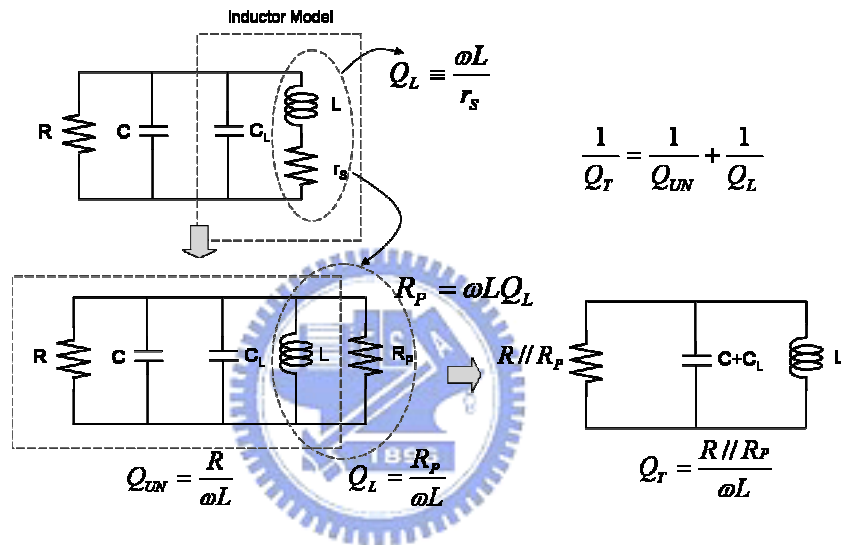 Inductor Model
Q_L ≡ ωL / r_S
R
C
C_L
L
r_S
1/Q_T = 1/Q_UN + 1/Q_L
R_P = ωLQ_L
R
C
C_L
L
R_P
R // R_P
C+C_L
L
Q_UN = R / ωL
Q_L = R_P / ωL
Q_T = R // R_P / ωL
1896